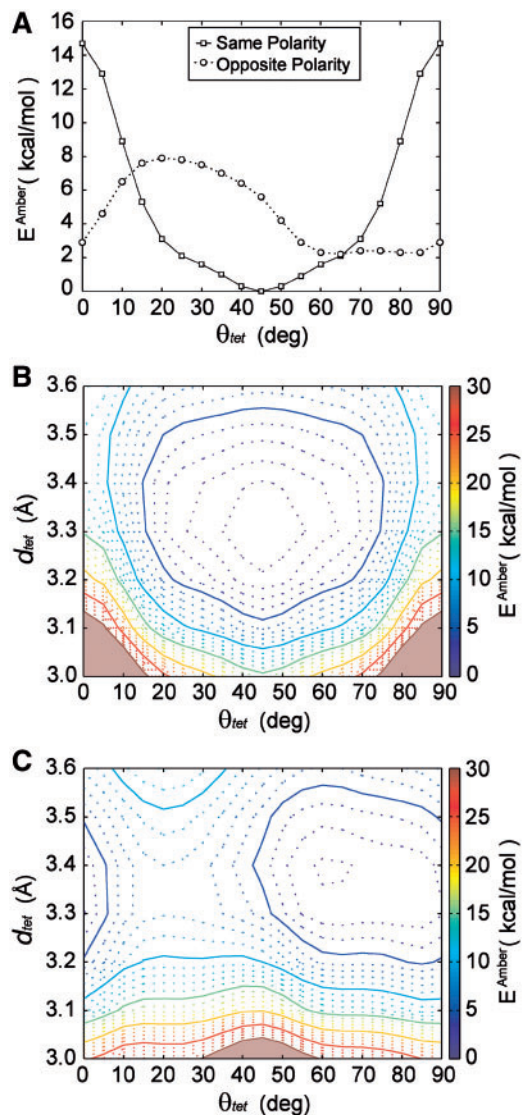 A
16
14
12
10
8
6
4
2
0
E^Amber ( kcal/mol)
Same Polarity
Opposite Polarity
0 10 20 30 40 50 60 70 80 90
θtet (deg)
B
3.6
3.5
3.4
3.3
3.2
3.1
3.0
dtet (Å)
0 10 20 30 40 50 60 70 80 90
θtet (deg)
30
25
20
15
10
5
0
E^Amber ( kcal/mol)
C
3.6
3.5
3.4
3.3
3.2
3.1
3.0
dtet (Å)
0 10 20 30 40 50 60 70 80 90
θtet (deg)
30
25
20
15
10
5
0
E^Amber ( kcal/mol)